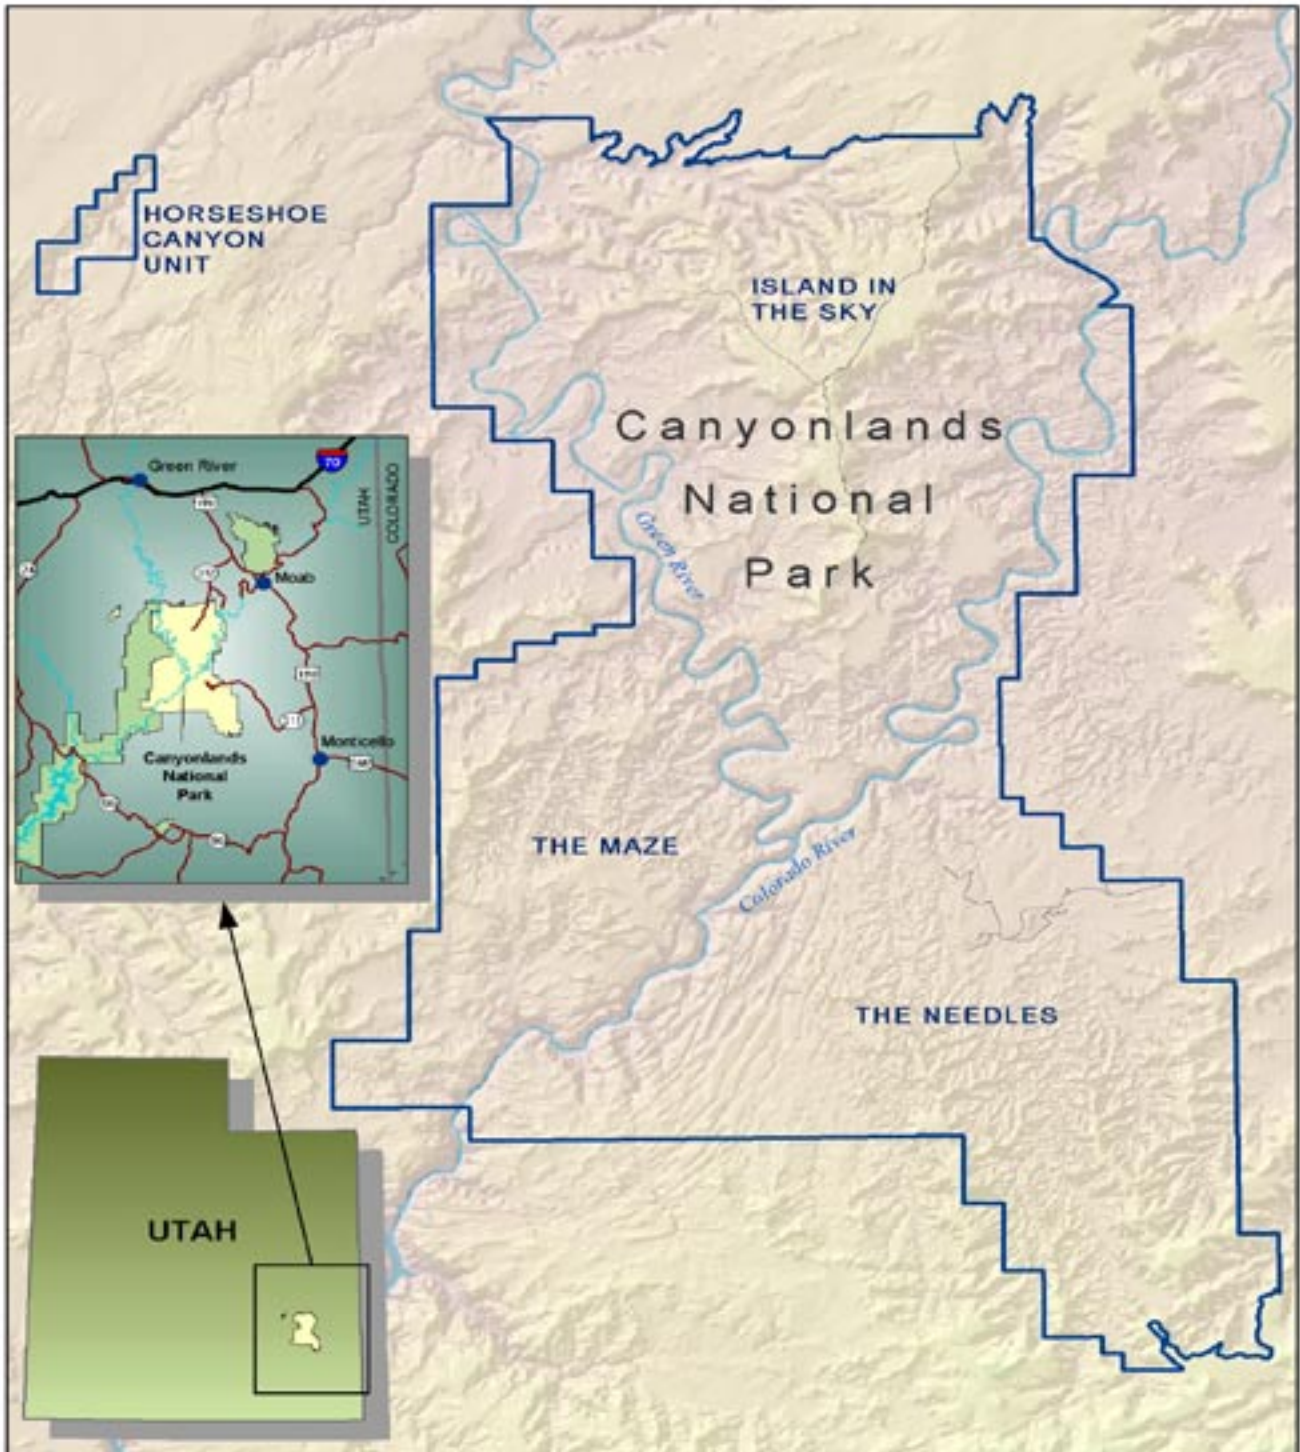 HORSESHOE
CANYON
UNIT
ISLAND IN
THE SKY
Canyonlands
National
Park
Green River
THE MAZE
Colorado River
THE NEEDLES
Green River
70
UTAH
COLORADO
Moab
Monticello
Canyonlands
National
Park
UTAH